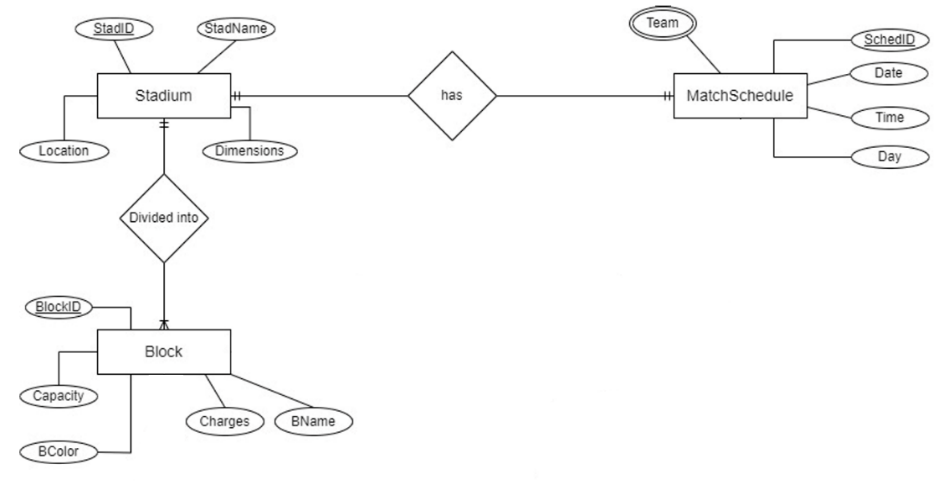 StadID
StadName
Team
SchedID
Stadium
has
MatchSchedule
Date
Time
Location
Dimensions
Day
Divided into
BlockID
Block
Capacity
Charges
BName
BColor